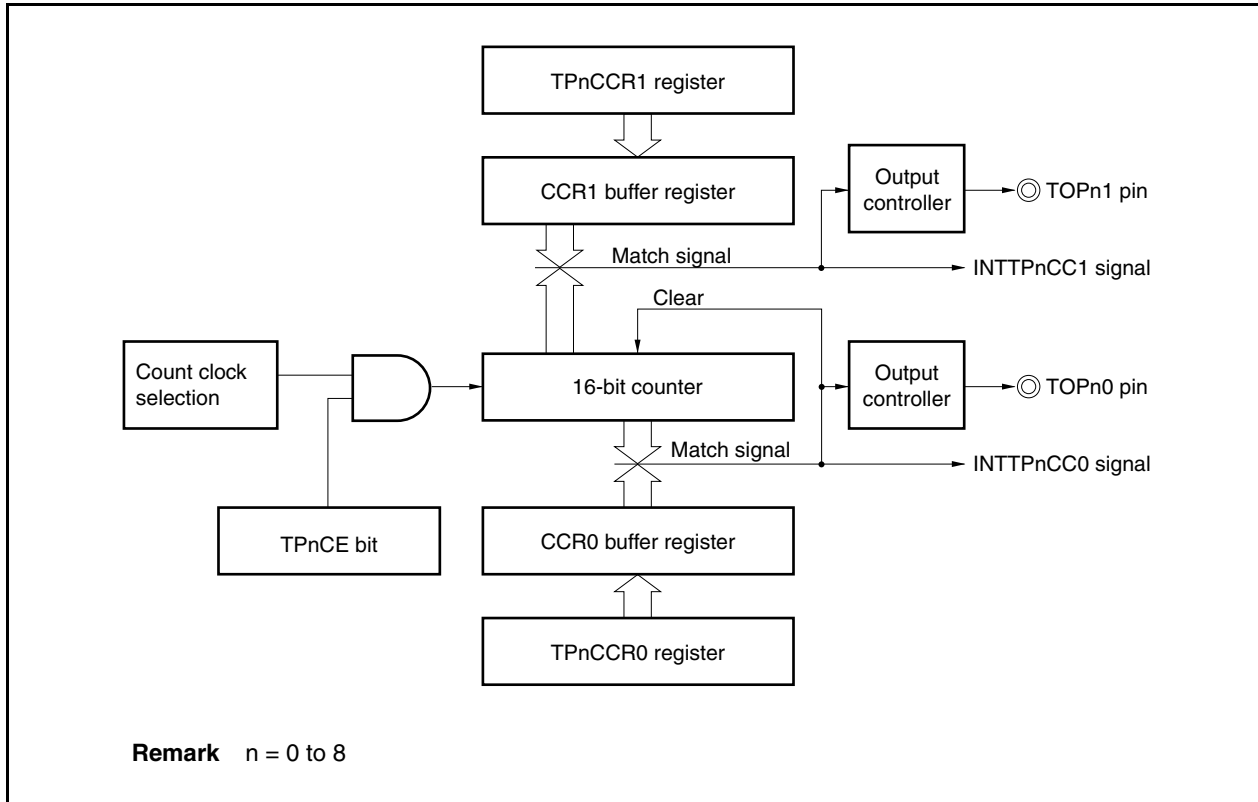 TPnCCR1 register
CCR1 buffer register
Output
controller
TOPn1 pin
Match signal
INTTPnCC1 signal
Clear
Count clock
selection
16-bit counter
Output
controller
TOPn0 pin
Match signal
INTTPnCC0 signal
TPnCE bit
CCR0 buffer register
TPnCCR0 register
Remark n = 0 to 8